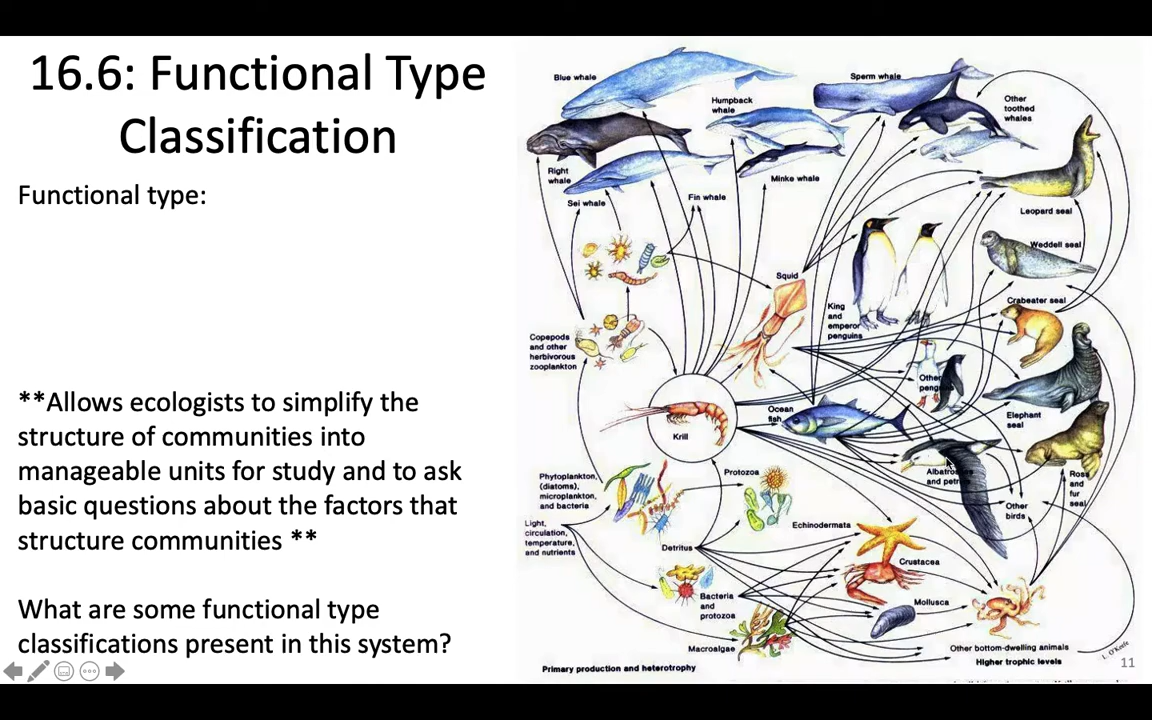 16.6: Functional Type
Classification
Functional type:
**Allows ecologists to simplify the
structure of communities into
manageable units for study and to ask
basic questions about the factors that
structure communities **
What are some functional type
classifications present in this system?
Blue whale
Sperm whale
Humpback
whale
Other
toothed
whales
Right
whale
Minke whale
Sei whale
Fin whale
Leopard seal
Weddell seal
Squid
Crabeater seal
King
and
emperor
penguins
Copepods
and other
herbivorous
zooplankton
Other
Ocean
fish
Elephant
seal
Krill
Albatrosses
and petrels
Ross
and
fur
seal
Protozoa
Phytoplankton,
(diatoms),
microplankton,
and bacteria
Other
birds
Light,
circulation,
temperature,
and nutrients
Echinodermata
Detritus
Crustacea
Bacteria
and
protozoa
Mollusca
Macroalgae
Other bottom-dwelling animals
Higher trophic levels
Primary production and heterotrophy
L. O'Keefe
11